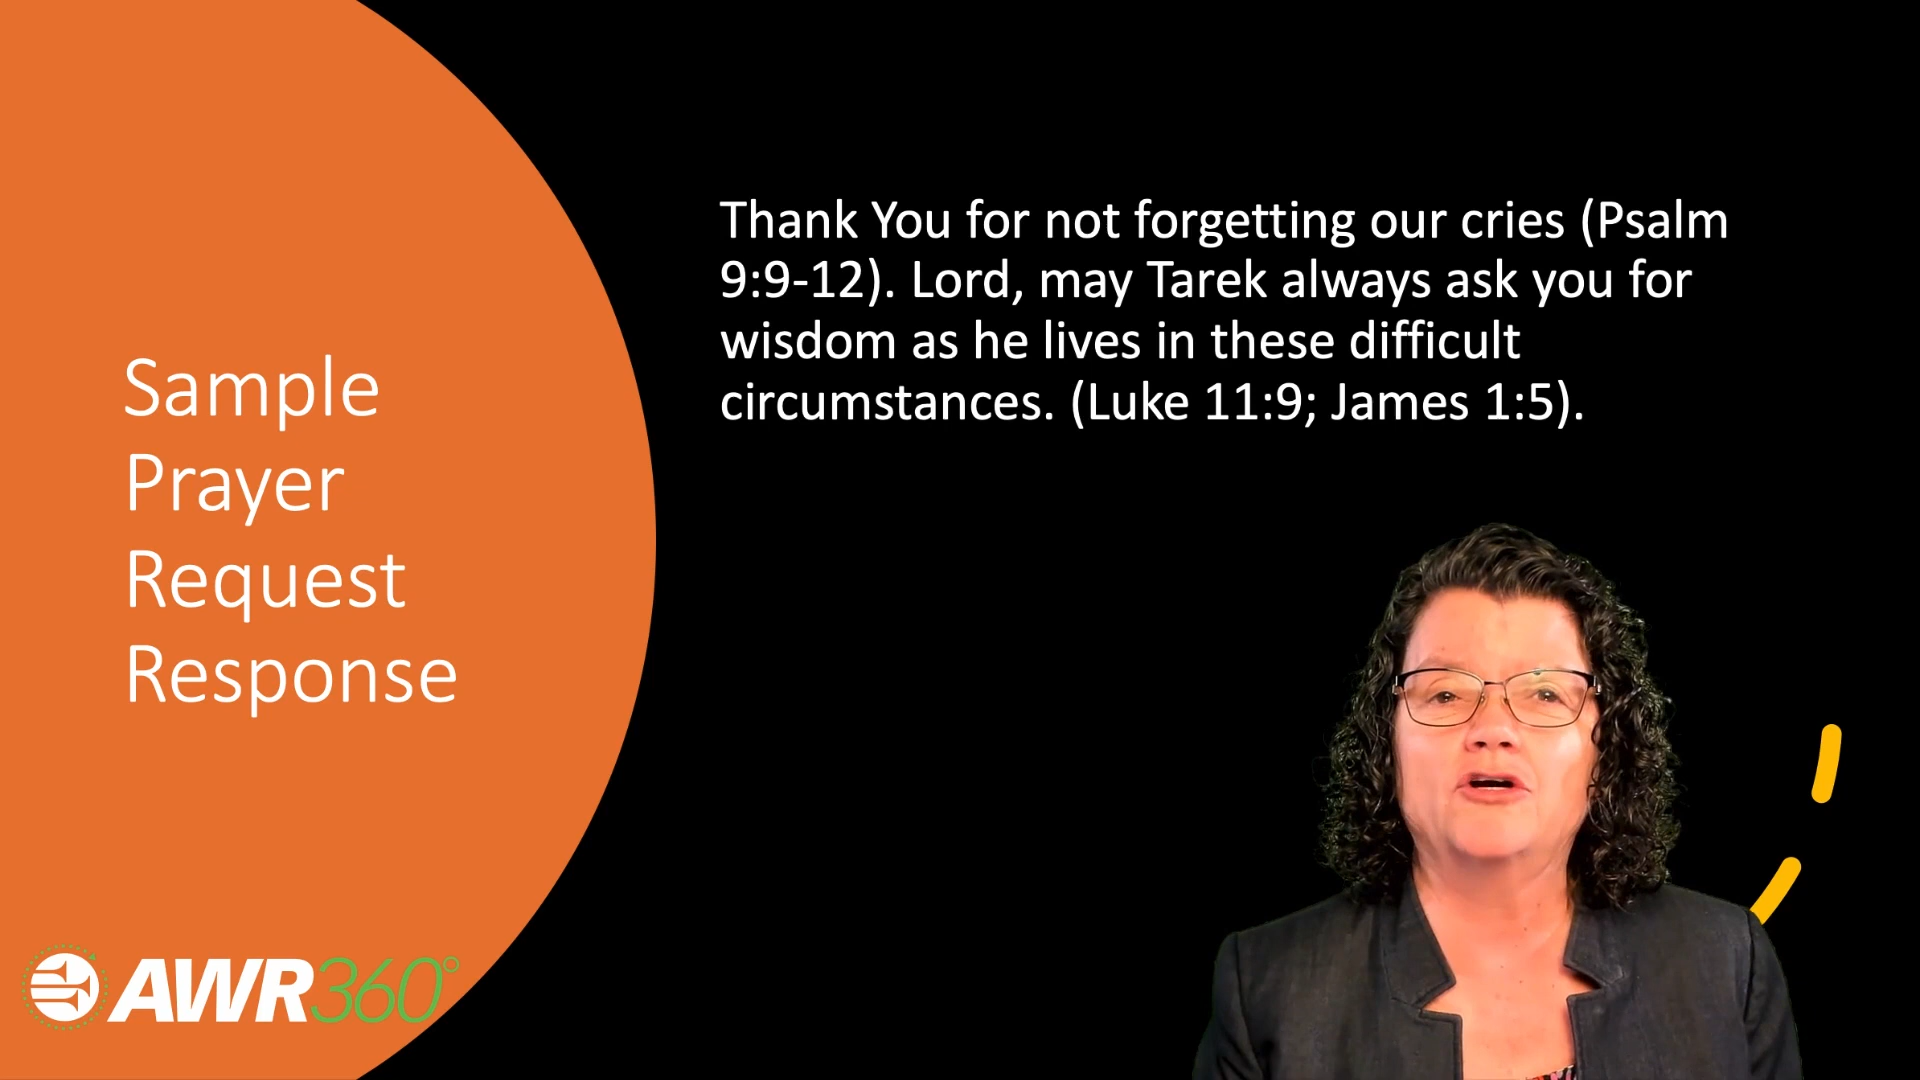 Sample
Prayer
Request
Response
Thank You for not forgetting our cries (Psalm
9:9-12). Lord, may Tarek always ask you for
wisdom as he lives in these difficult
circumstances. (Luke 11:9; James 1:5).
AWR360°